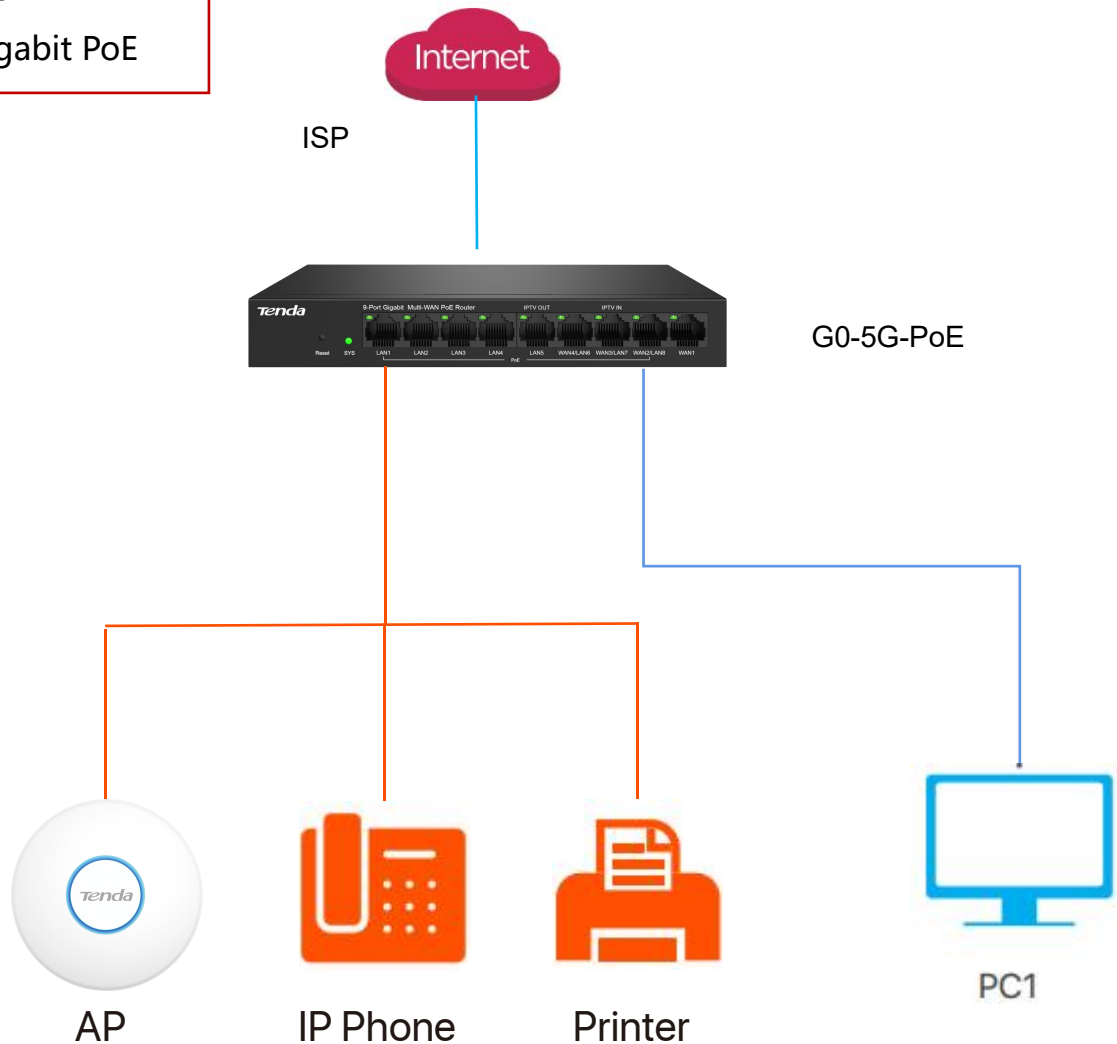 gabit PoE
Internet
ISP
Tenda
9-Port Gigabit Multi-WAN PoE Router
IPTV OUT
IPTV IN
Reset
SYS
LAN1
LAN2
LAN3
LAN4
LAN5
WAN4/LAN6
WAN3/LAN7
WAN2/LAN8
WAN1
PoE
G0-5G-PoE
Tenda
PC1
AP
IP Phone
Printer